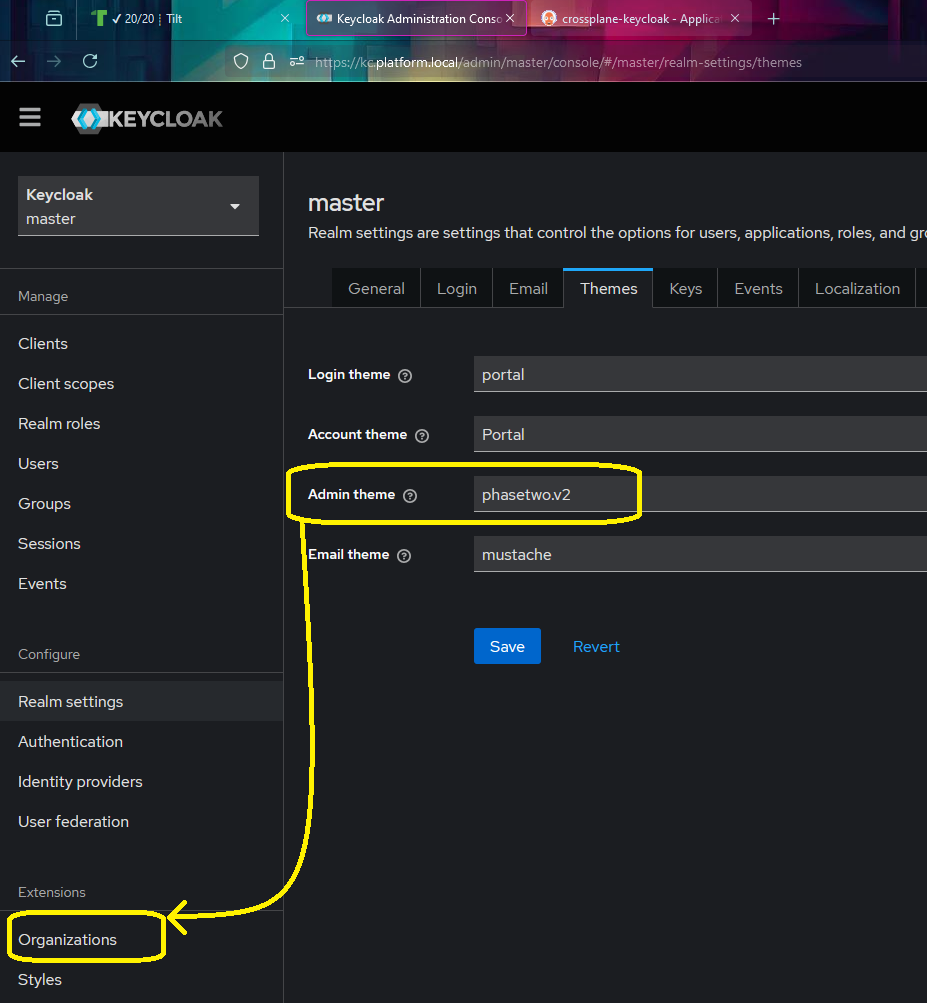 ✓ 20/20 ¦ Tilt
Keycloak Administration Conso
crossplane-keycloak - Applica
https://kc.platform.local/admin/master/console/#/master/realm-settings/themes
KEYCLOAK
Keycloak
master
Manage
Clients
Client scopes
Realm roles
Users
Groups
Sessions
Events
Configure
Realm settings
Authentication
Identity providers
User federation
Extensions
Organizations
Styles
master
Realm settings are settings that control the options for users, applications, roles, and gro
General
Login
Email
Themes
Keys
Events
Localization
Login theme
portal
Account theme
Portal
Admin theme
phasetwo.v2
Email theme
mustache
Save
Revert